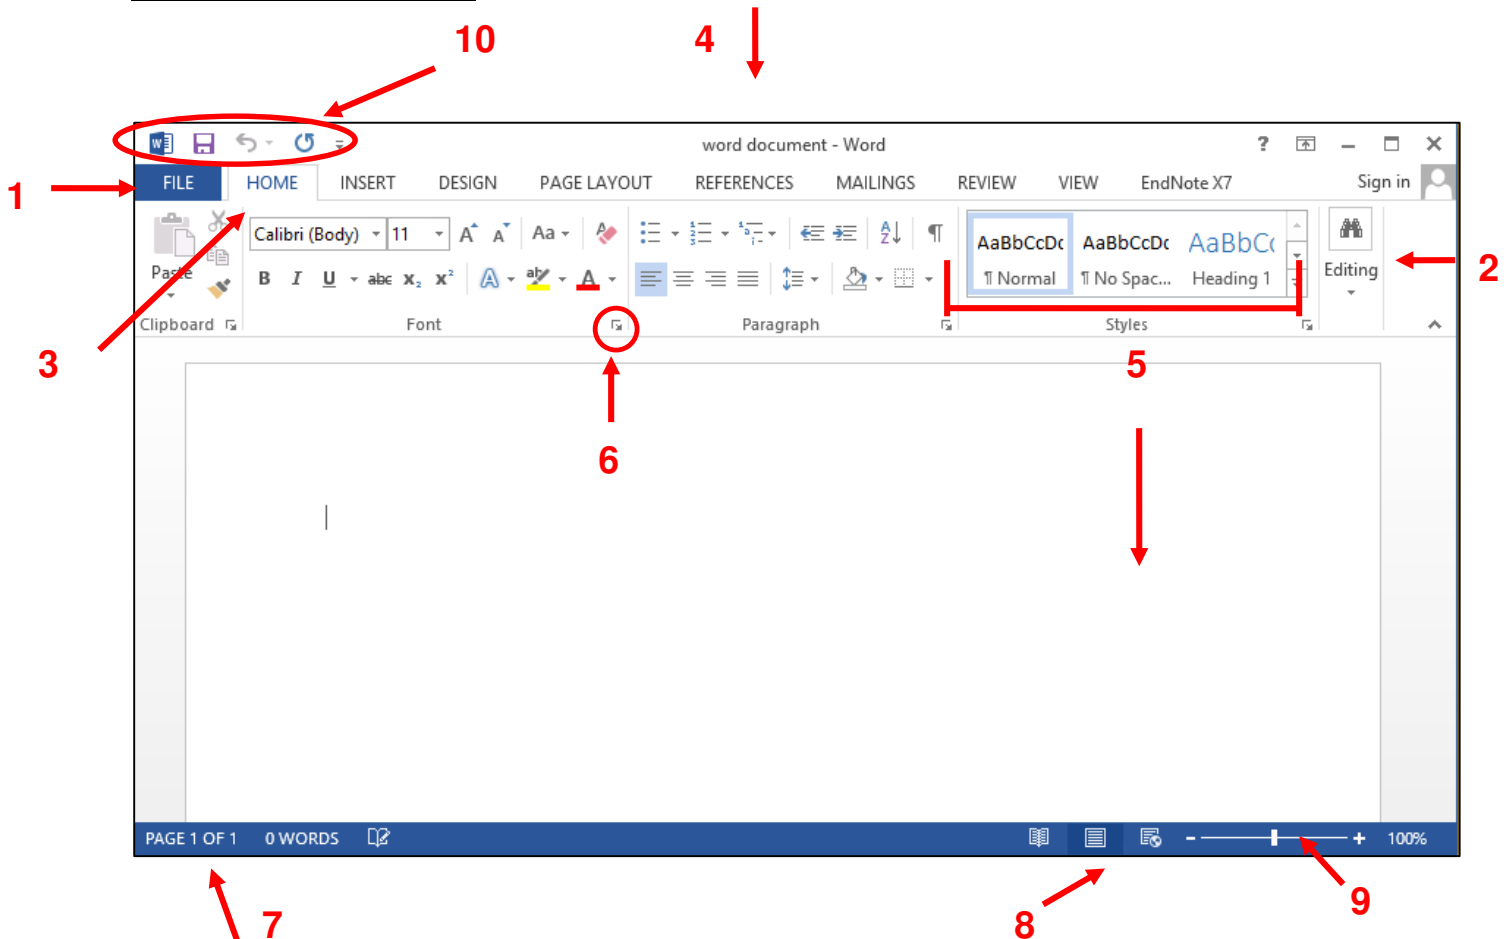 10 4
word document - Word ?
1 FILE HOME INSERT DESIGN PAGE LAYOUT REFERENCES MAILINGS REVIEW VIEW EndNote X7 Sign in
Calibri (Body) 11 A A Aa AaBbCcDc AaBbCcDc AaBbCc
Paste B I U abc X₂ X² A ab A ¶ Normal ¶ No Spac... Heading 1 Editing 2
Clipboard Font Paragraph Styles
3 5
6
PAGE 1 OF 1 0 WORDS 100%
7 8 9